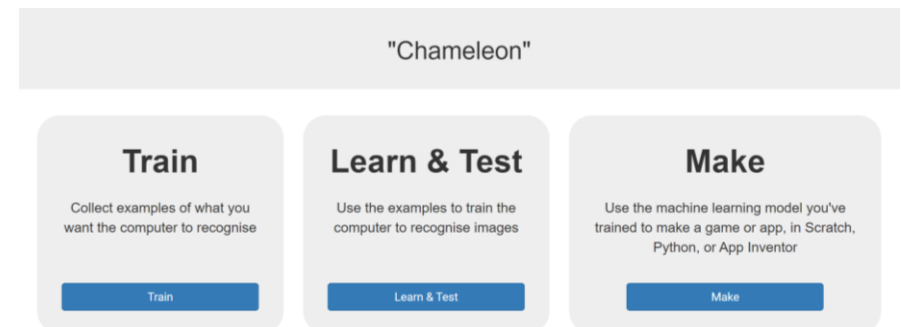 "Chameleon"
Train
Collect examples of what you
want the computer to recognise
Train
Learn & Test
Use the examples to train the
computer to recognise images
Learn & Test
Make
Use the machine learning model you've
trained to make a game or app, in Scratch,
Python, or App Inventor
Make